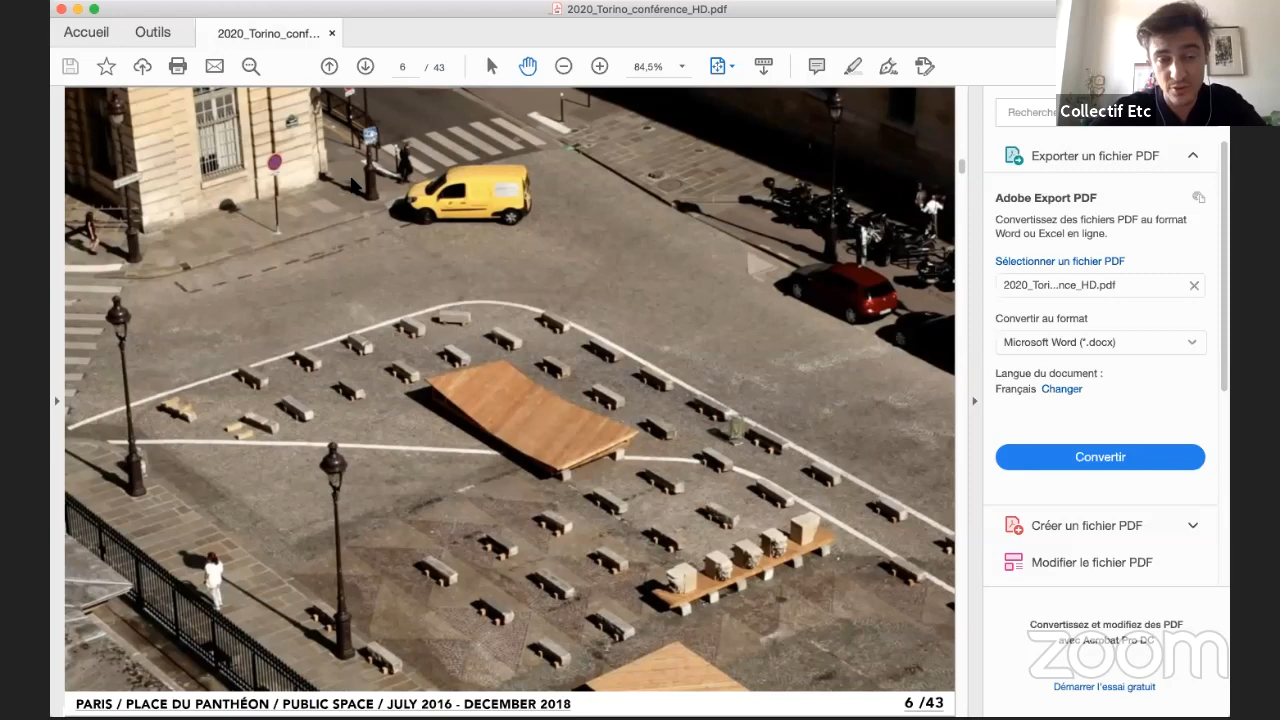 2020_Torino_conférence_HD.pdf
Accueil
Outils
2020_Torino_conf...
6 / 43
84,5%
Collectif Etc
Recherche
Exporter un fichier PDF
Adobe Export PDF
Convertissez des fichiers PDF au format
Word ou Excel en ligne.
Sélectionner un fichier PDF
2020_Tori...nce_HD.pdf
Convertir au format
Microsoft Word (*.docx)
Langue du document :
Français Changer
Convertir
Créer un fichier PDF
Modifier le fichier PDF
Convertissez et modifiez des PDF
avec Acrobat Pro DC
zoom
Démarrer l'essai gratuit
PARIS / PLACE DU PANTHÉON / PUBLIC SPACE / JULY 2016 - DECEMBER 2018
6 /43